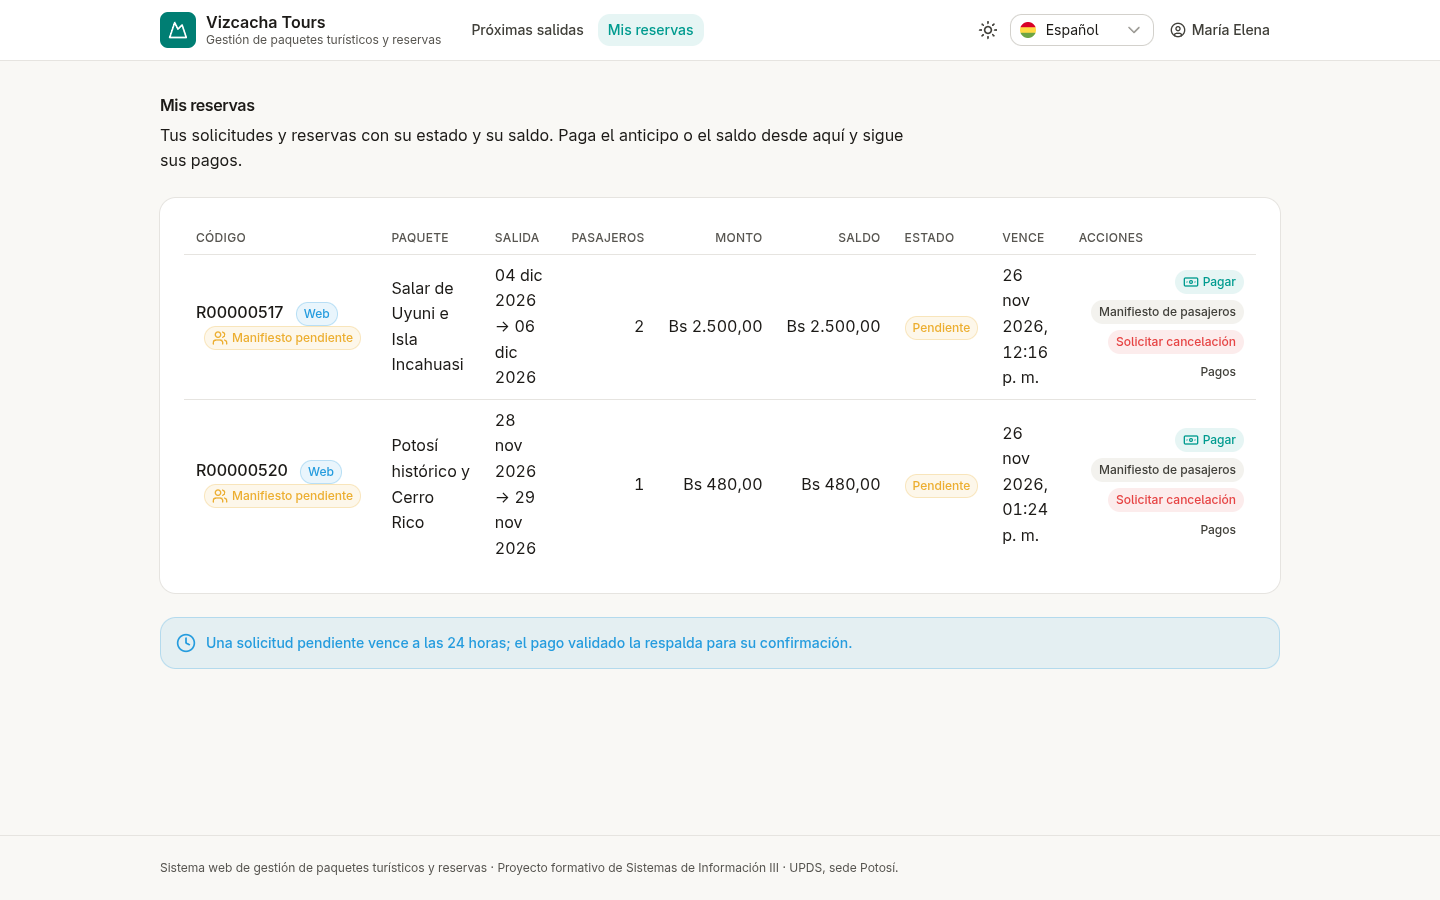 Vizcacha Tours
Gestión de paquetes turísticos y reservas
Próximas salidas
Mis reservas
Español
María Elena
Mis reservas
Tus solicitudes y reservas con su estado y su saldo. Paga el anticipo o el saldo desde aquí y sigue
sus pagos.
CÓDIGO PAQUETE SALIDA PASAJEROS MONTO SALDO ESTADO VENCE ACCIONES
R00000517 Web
Manifiesto pendiente
Salar de
Uyuni e
Isla
Incahuasi
04 dic
2026
→ 06
dic
2026
2
Bs 2.500,00
Bs 2.500,00
Pendiente
26
nov
2026,
12:16
p. m.
Pagar
Manifiesto de pasajeros
Solicitar cancelación
Pagos
R00000520 Web
Manifiesto pendiente
Potosí
histórico y
Cerro
Rico
28
nov
2026
→ 29
nov
2026
1
Bs 480,00
Bs 480,00
Pendiente
26
nov
2026,
01:24
p. m.
Pagar
Manifiesto de pasajeros
Solicitar cancelación
Pagos
Una solicitud pendiente vence a las 24 horas; el pago validado la respalda para su confirmación.
Sistema web de gestión de paquetes turísticos y reservas · Proyecto formativo de Sistemas de Información III · UPDS, sede Potosí.